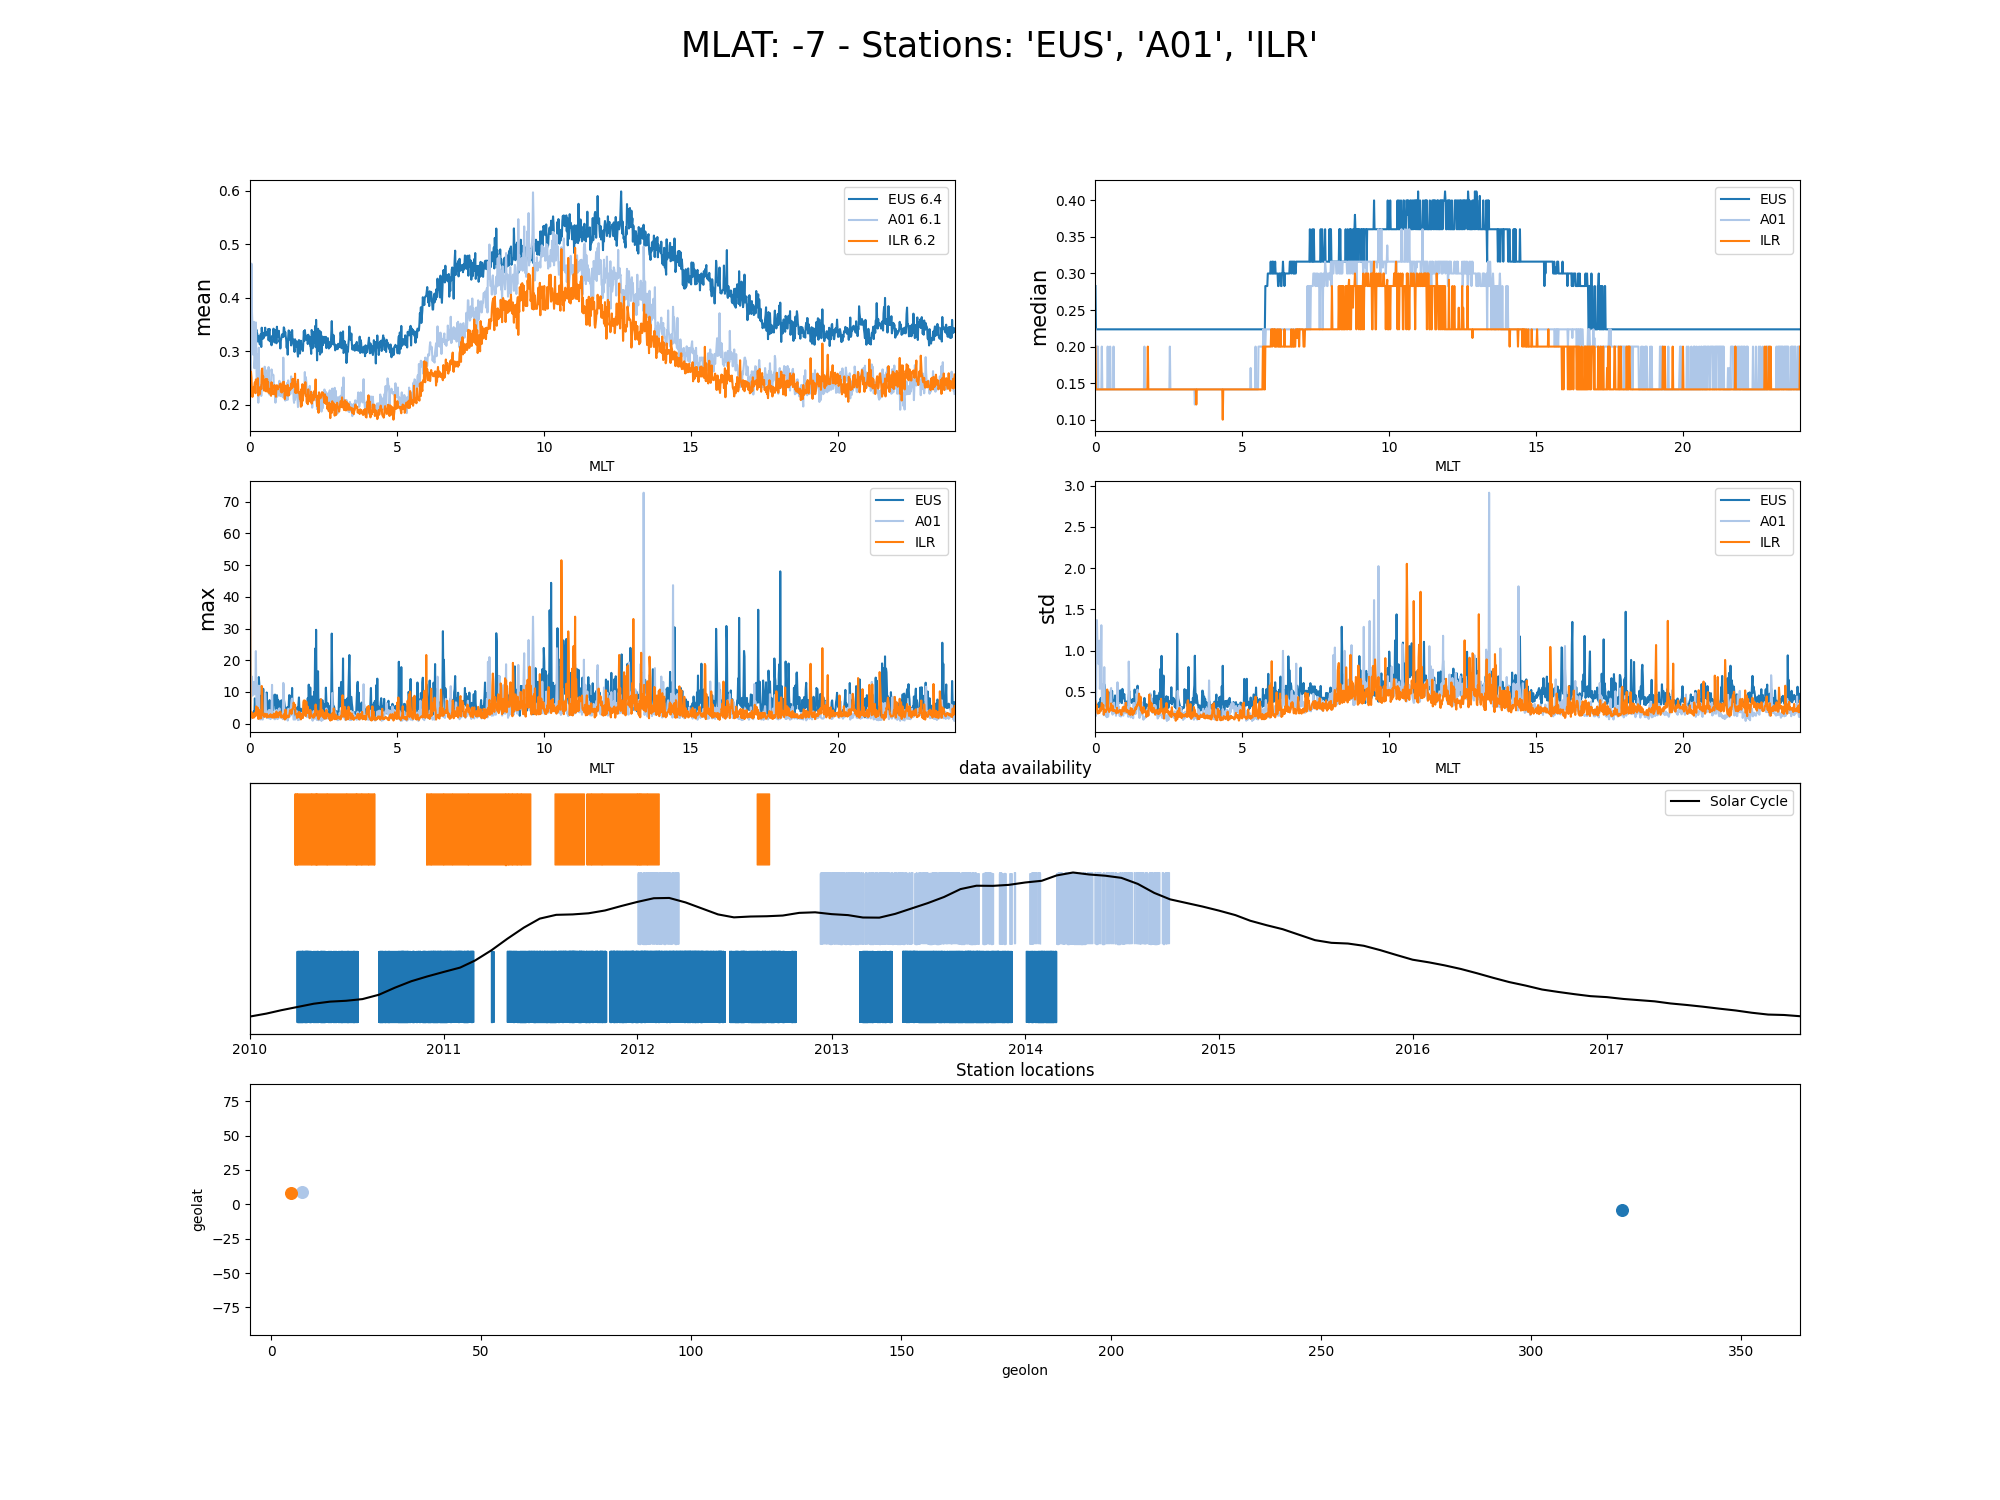 MLAT: -7 - Stations: 'EUS', 'A01', 'ILR'
mean
0.6
0.5
0.4
0.3
0.2
EUS 6.4
A01 6.1
ILR 6.2
0 5 10 15 20
MLT
median
0.40
0.35
0.30
0.25
0.20
0.15
0.10
EUS
A01
ILR
0 5 10 15 20
MLT
max
70
60
50
40
30
20
10
0
EUS
A01
ILR
0 5 10 15 20
MLT
std
3.0
2.5
2.0
1.5
1.0
0.5
EUS
A01
ILR
0 5 10 15 20
MLT
data availability
Solar Cycle
2010 2011 2012 2013 2014 2015 2016 2017
Station locations
geolat
75
50
25
0
−25
−50
−75
0 50 100 150 200 250 300 350
geolon